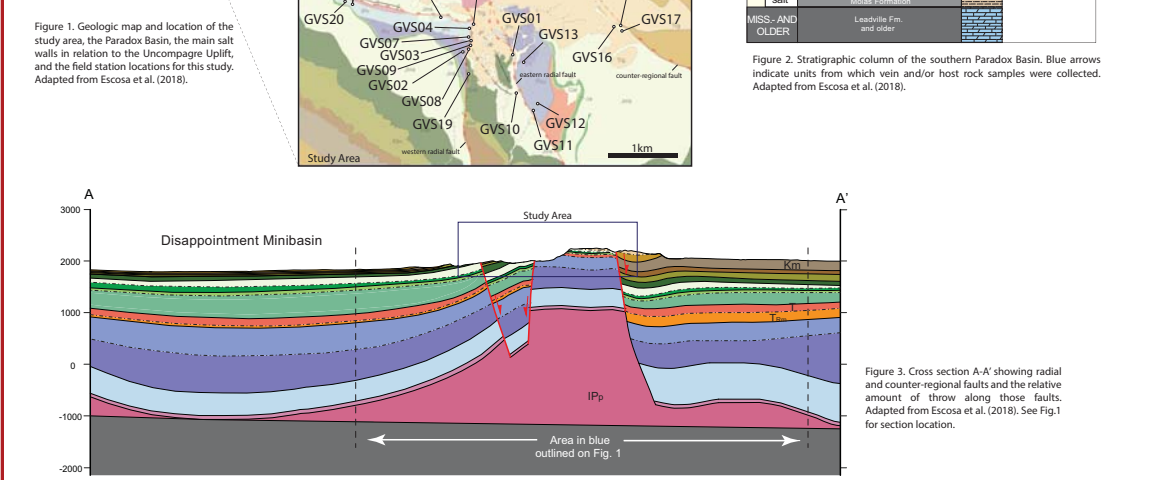 Figure 1. Geologic map and location of the
study area, the Paradox Basin, the main salt
walls in relation to the Uncompage Uplift,
and the field station locations for this study.
Adapted from Escosa et al. (2018).
GVS20
GVS04
GVS07
GVS03
GVS09
GVS02
GVS08
GVS19
GVS01
GVS13
GVS17
GVS16
eastern radial fault
counter-regional fault
GVS10
GVS12
GVS11
western radial fault
Study Area
1km
salt
Molas Formation
MISS.- AND
OLDER
Leadville Fm.
and older
Figure 2. Stratigraphic column of the southern Paradox Basin. Blue arrows
indicate units from which vein and/or host rock samples were collected.
Adapted from Escosa et al. (2018).
A
A'
3000
2000
1000
0
-1000
-2000
Study Area
Disappointment Minibasin
Km
T
IPp
Area in blue
outlined on Fig. 1
Figure 3. Cross section A-A' showing radial
and counter-regional faults and the relative
amount of throw along those faults.
Adapted from Escosa et al. (2018). See Fig.1
for section location.